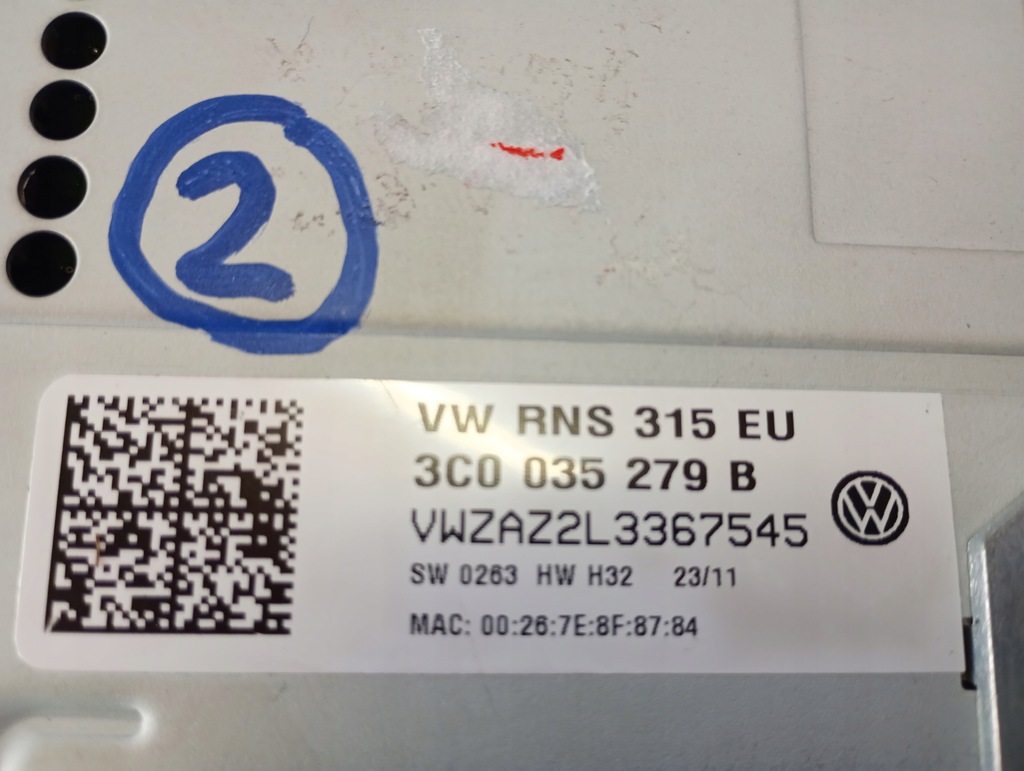 2
VW RNS 315 EU
3C0 035 279 B
VWZAZ2L3367545
SW 0263 HW H32 23/11
MAC: 00:26:7E:8F:87:84